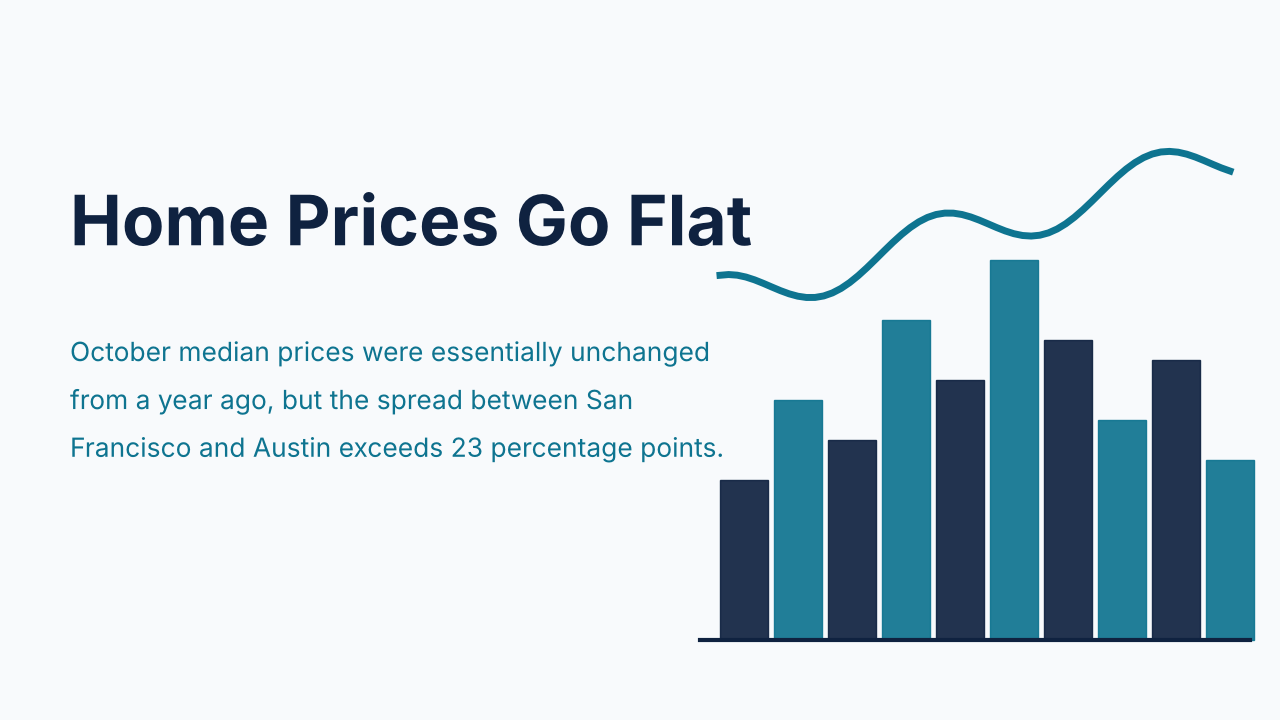 Home Prices Go Flat
October median prices were essentially unchanged
from a year ago, but the spread between San
Francisco and Austin exceeds 23 percentage points.